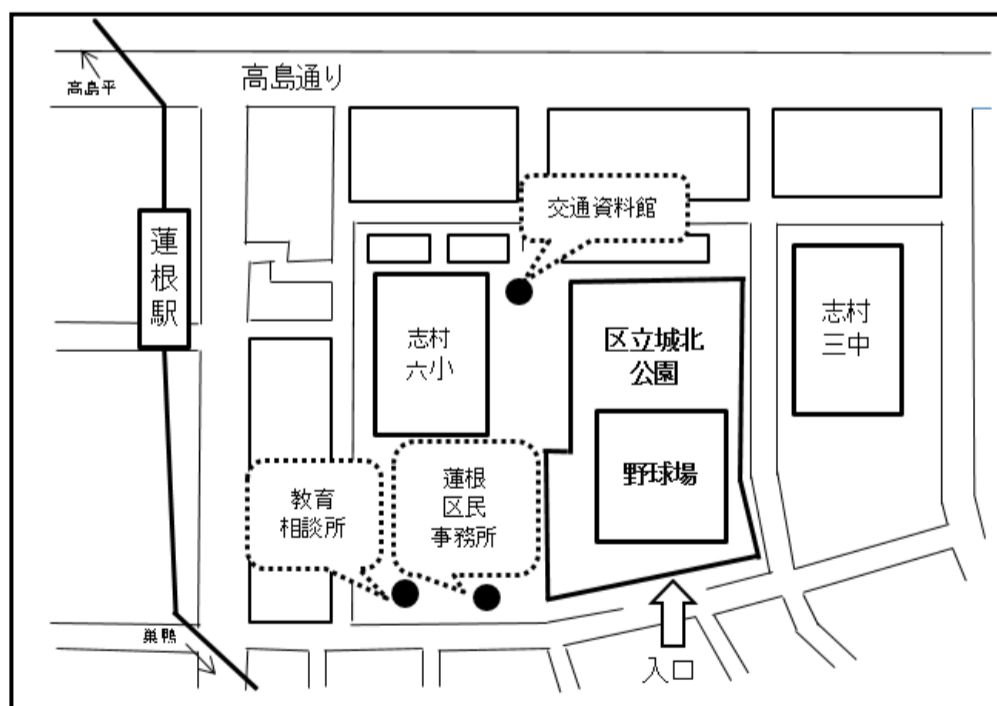 高島通り
高島平
交通資料館
蓮
根
駅
志村
六小
区立城北
公園
志村
三中
野球場
教育
相談所
蓮根
区民
事務所
巣鴨
入口